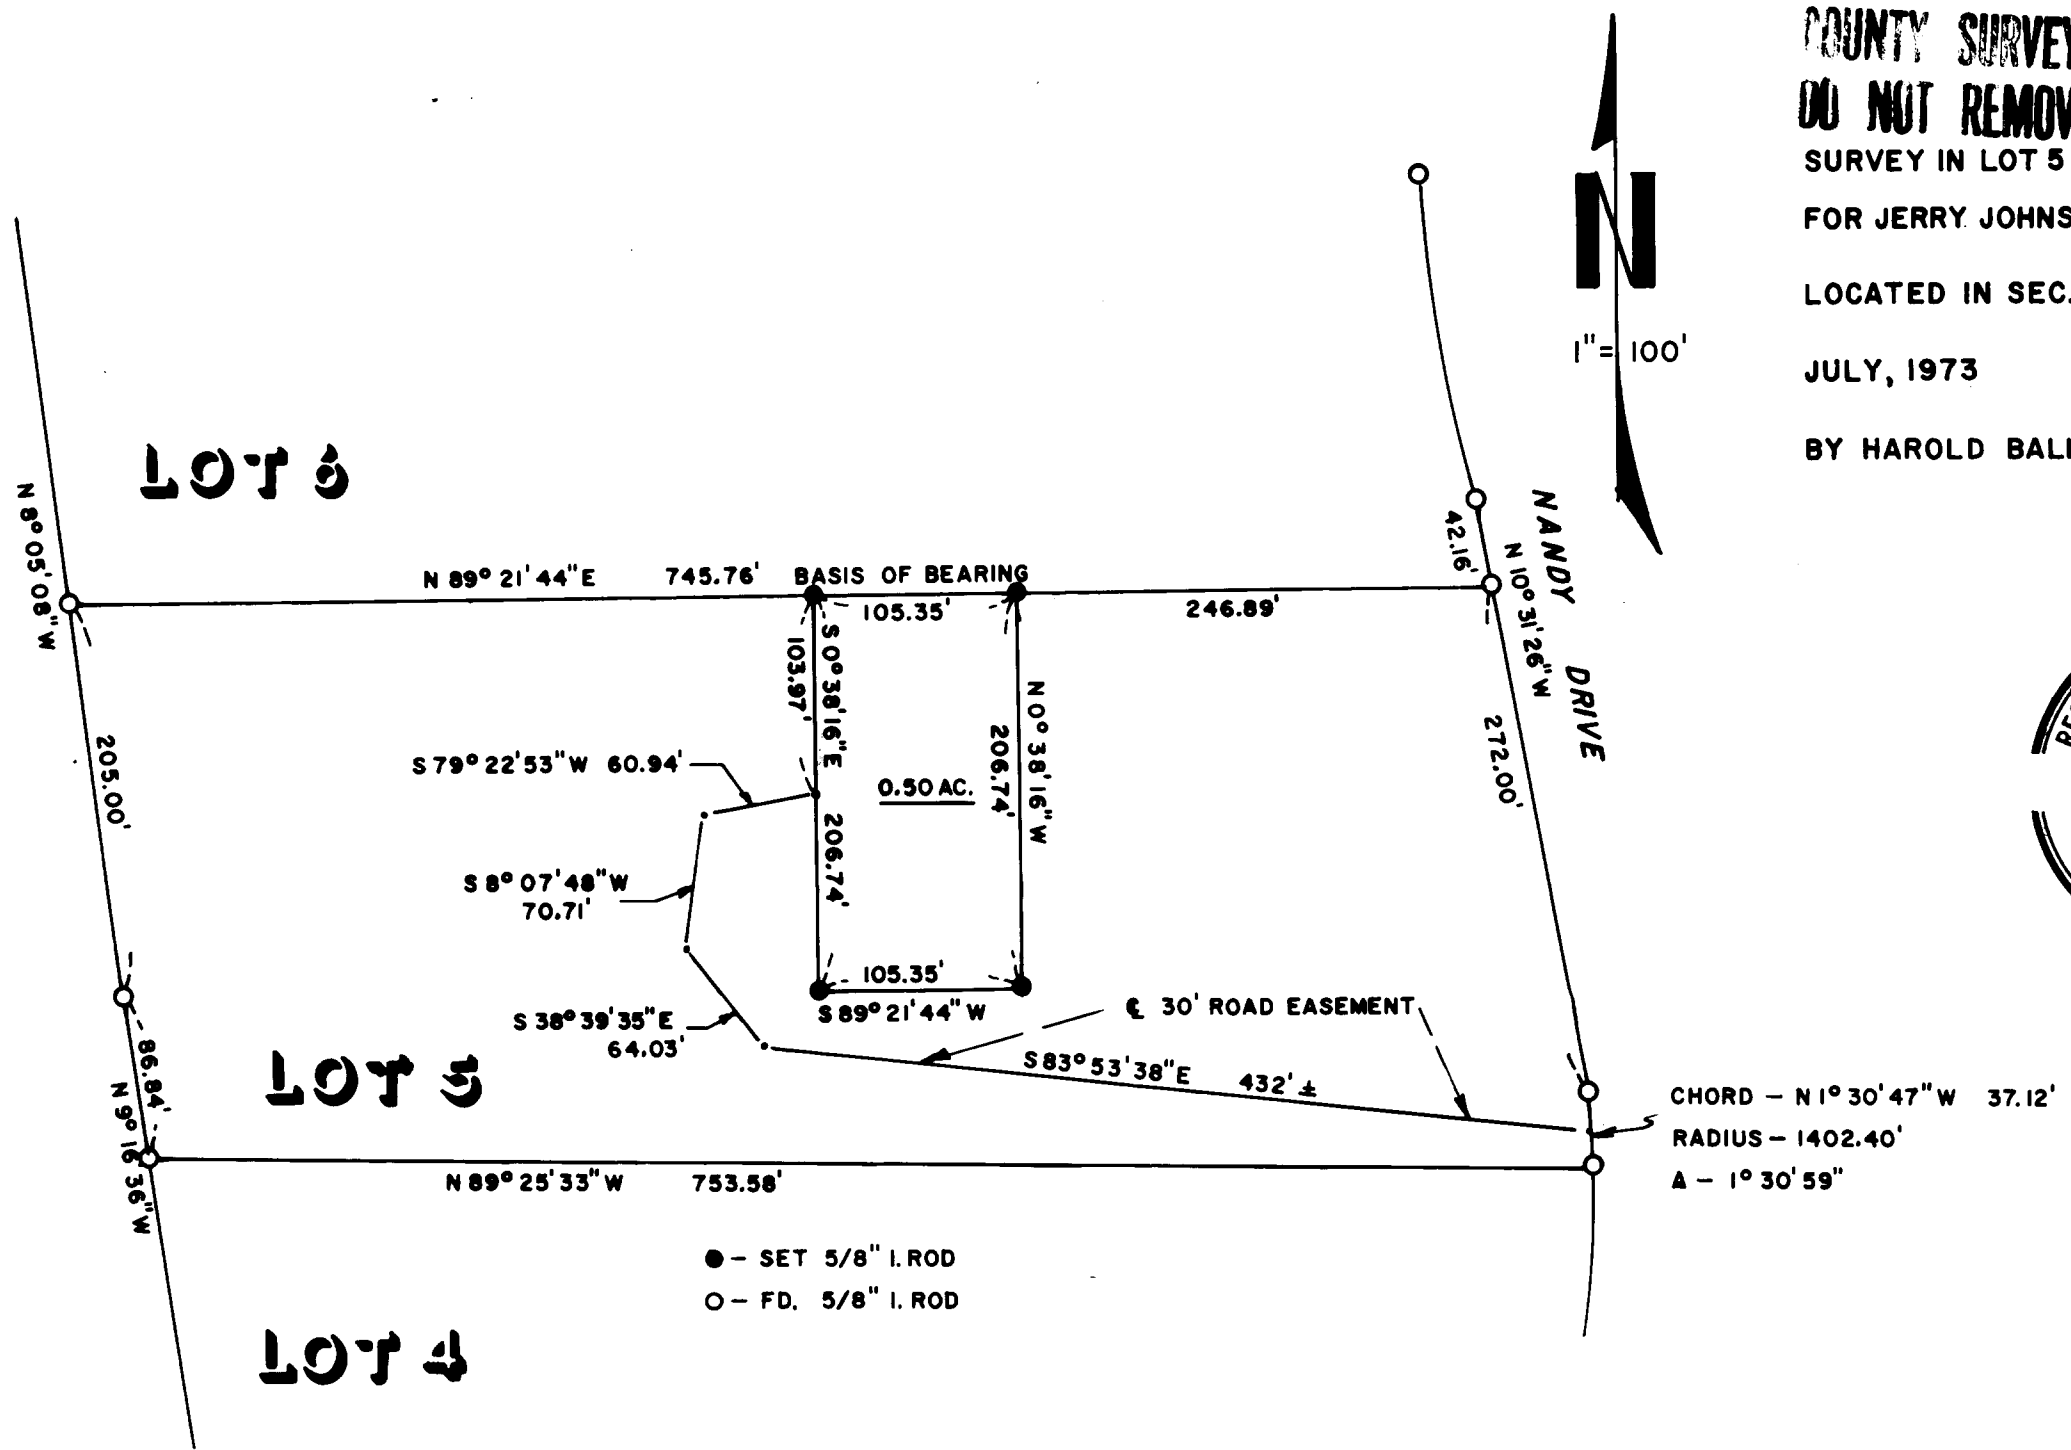 COUNTY SURVEY
DO NOT REMOV
SURVEY IN LOT 5
FOR JERRY JOHNS
LOCATED IN SEC.
JULY, 1973
BY HAROLD BALL
N
1"= 100'
LOT 6
N 8° 05' 08" W
N 89° 21' 44" E 745.76' BASIS OF BEARING
105.35'
246.89'
42.16'
N 10° 31' 26" W
NANDY DRIVE
272.00'
S 0° 38' 16" E
103.97'
206.74'
N 0° 38' 16" W
206.74'
0.50 AC.
205.00'
S 79° 22' 53" W 60.94'
S 8° 07' 48" W
70.71'
S 38° 39' 35" E
64.03'
105.35'
S 89° 21' 44" W
℄ 30' ROAD EASEMENT
S 83° 53' 38" E 432' ±
86.84'
N 9° 16' 36" W
LOT 5
CHORD – N 1° 30' 47" W 37.12'
RADIUS – 1402.40'
Δ – 1° 30' 59"
N 89° 25' 33" W 753.58'
● – SET 5/8" I. ROD
○ – FD. 5/8" I. ROD
LOT 4